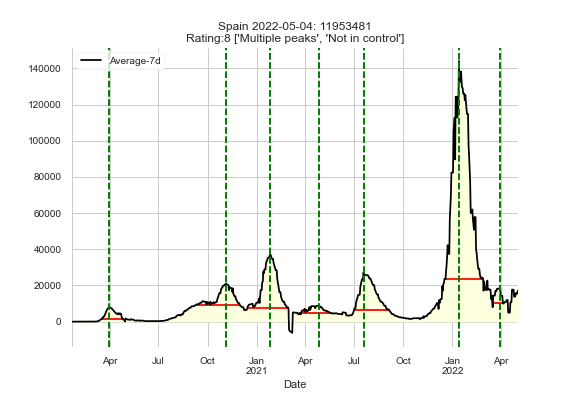 Spain 2022-05-04: 11953481
Rating:8 ['Multiple peaks', 'Not in control']
Average-7d
140000
120000
100000
80000
60000
40000
20000
0
Apr Jul Oct Jan Apr Jul Oct Jan Apr
2021 2022
Date